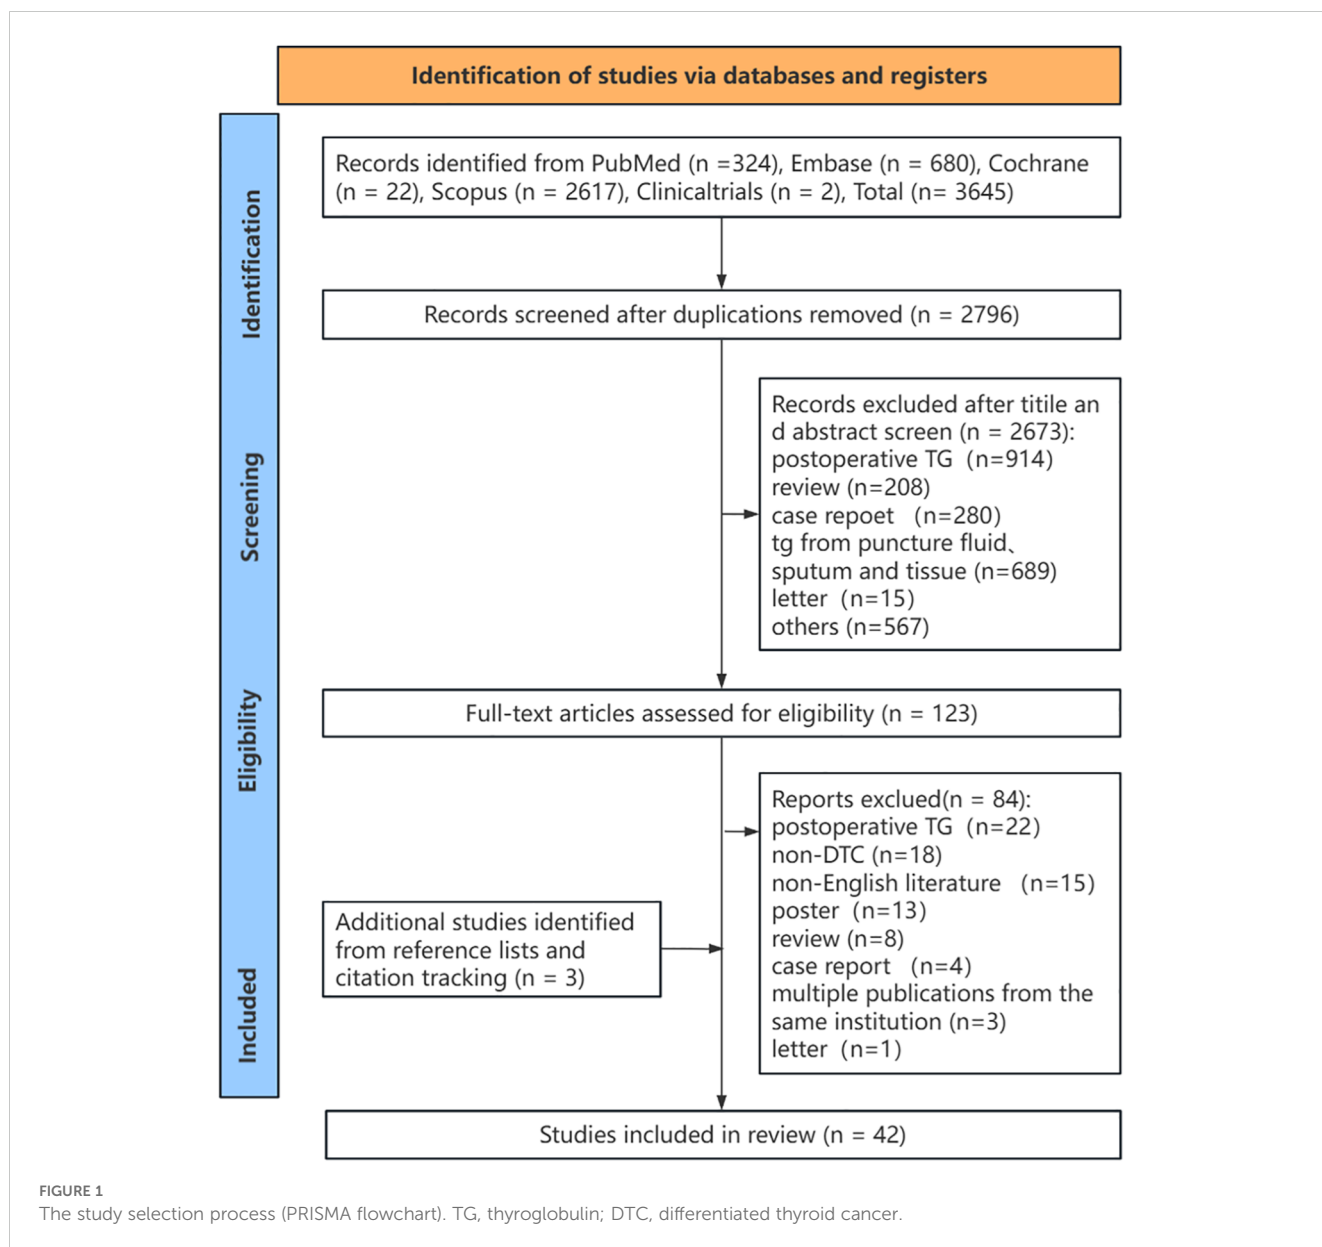 Identification of studies via databases and registers
Identification
Records identified from PubMed (n =324), Embase (n = 680), Cochrane
(n = 22), Scopus (n = 2617), Clinicaltrials (n = 2), Total (n= 3645)
Records screened after duplications removed (n = 2796)
Screening
Records excluded after titile an
d abstract screen (n = 2673):
postoperative TG (n=914)
review (n=208)
case repoet (n=280)
tg from puncture fluid、
sputum and tissue (n=689)
letter (n=15)
others (n=567)
Eligibility
Full-text articles assessed for eligibility (n = 123)
Reports exclued(n = 84):
postoperative TG (n=22)
non-DTC (n=18)
non-English literature (n=15)
poster (n=13)
review (n=8)
case report (n=4)
multiple publications from the
same institution (n=3)
letter (n=1)
Additional studies identified
from reference lists and
citation tracking (n = 3)
Included
Studies included in review (n = 42)
FIGURE 1
The study selection process (PRISMA flowchart). TG, thyroglobulin; DTC, differentiated thyroid cancer.